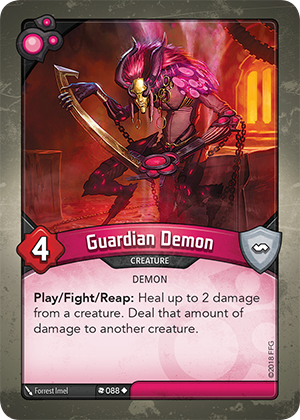 4
Guardian Demon
CREATURE
DEMON
Play/Fight/Reap: Heal up to 2 damage
from a creature. Deal that amount of
damage to another creature.
Forrest Imel
088
©2018 FFG